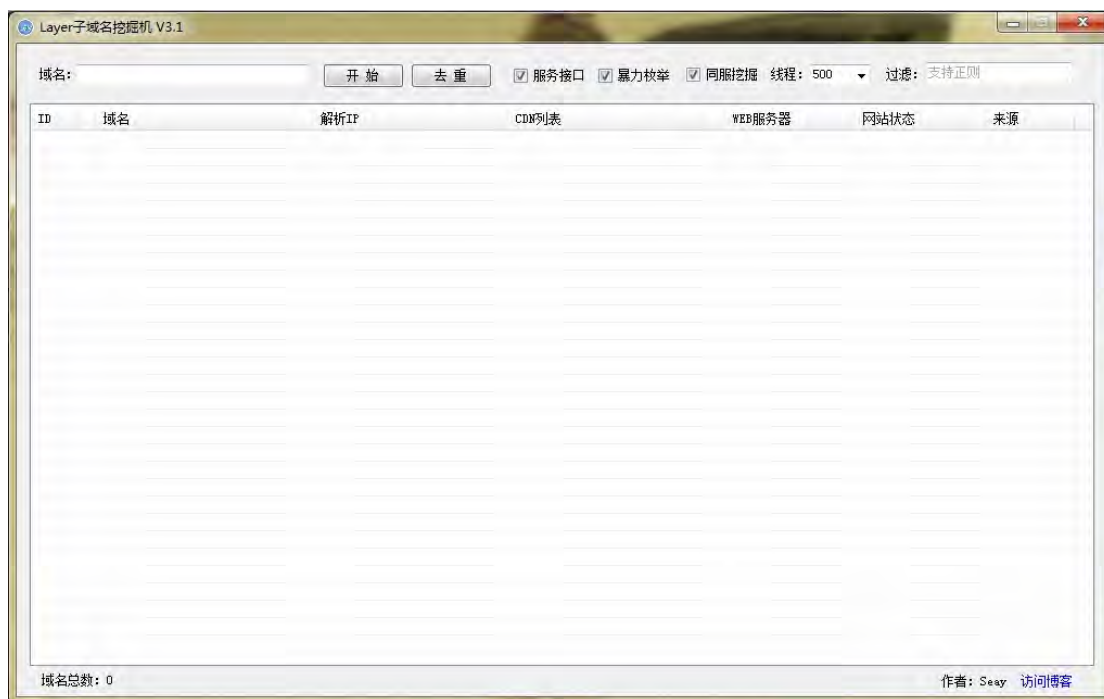 Layer子域名挖掘机 V3.1
域名： 开 始 去 重 服务接口 暴力枚举 同服挖掘 线程：500 过滤：支持正则
ID 域名 解析IP CDN列表 WEB服务器 网站状态 来源
域名总数：0 作者：Seay 访问博客